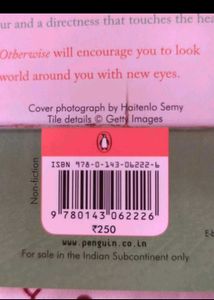 ur and a directness that touches the hea
Otherwise will encourage you to look
world around you with new eyes.
Cover photograph by Haitenlo Semy
Tile details © Getty Images
Non-fiction
ISBN 978-0-143-06222-6
9 780143 062226
₹250
www.penguin.co.in
For sale in the Indian Subcontinent only
E-b